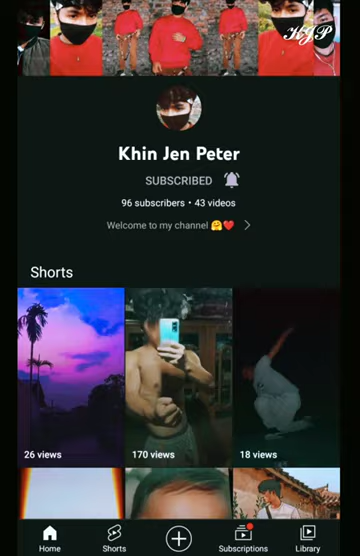 KJP
Khin Jen Peter
SUBSCRIBED
96 subscribers • 43 videos
Welcome to my channel 🤗❤️
Shorts
26 views
170 views
18 views
Home
Shorts
Subscriptions
Library